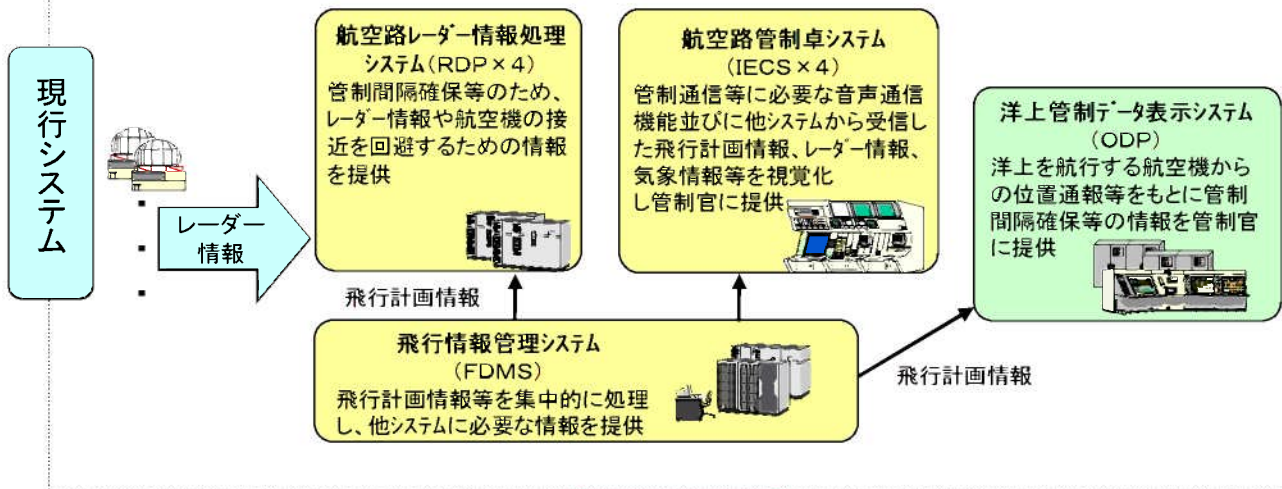 現行システム
レーダー
情報
航空路レーダー情報処理
システム(RDP×4)
管制間隔確保等のため、
レーダー情報や航空機の接
近を回避するための情報
を提供
航空路管制卓システム
(IECS×4)
管制通信等に必要な音声通信
機能並びに他システムから受信し
た飛行計画情報、レーダー情報、
気象情報等を視覚化
し管制官に提供
洋上管制データ表示システム
(ODP)
洋上を航行する航空機から
の位置通報等をもとに管制
間隔確保等の情報を管制官
に提供
飛行計画情報
飛行情報管理システム
(FDMS)
飛行計画情報等を集中的に処理
し、他システムに必要な情報を提供
飛行計画情報